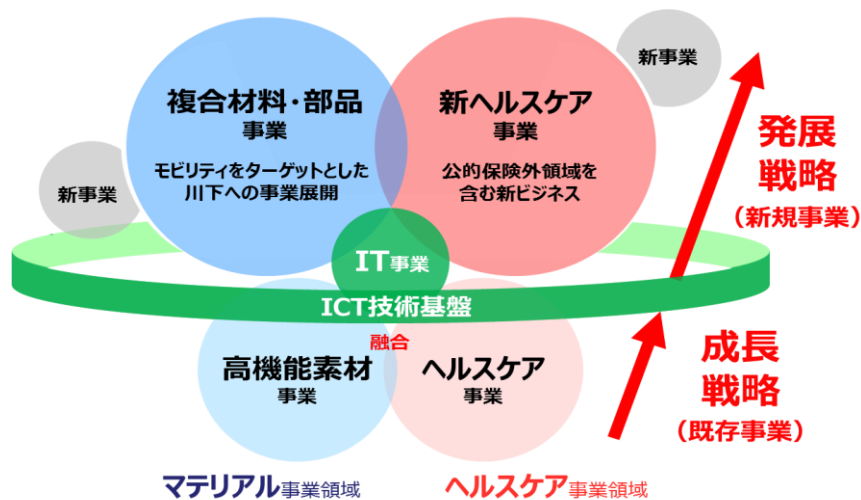 新事業
複合材料・部品
事業
モビリティをターゲットとした
川下への事業展開
新ヘルスケア
事業
公的保険外領域を
含む新ビジネス
新事業
発展
戦略
（新規事業）
IT事業
ICT技術基盤
融合
高機能素材
事業
ヘルスケア
事業
成長
戦略
（既存事業）
マテリアル事業領域
ヘルスケア事業領域